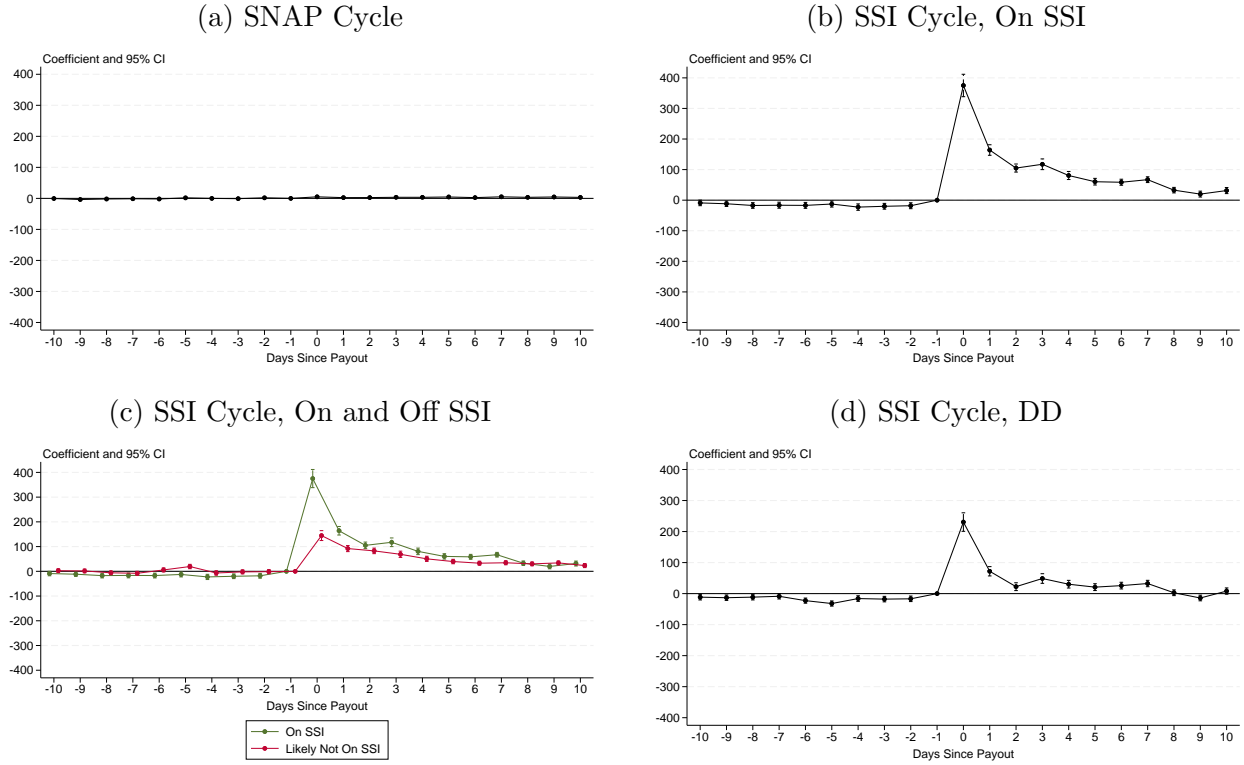 (a) SNAP Cycle
Coefficient and 95% CI
400
300
200
100
0
-100
-200
-300
-400
-10 -9 -8 -7 -6 -5 -4 -3 -2 -1 0 1 2 3 4 5 6 7 8 9 10
Days Since Payout
(b) SSI Cycle, On SSI
Coefficient and 95% CI
400
300
200
100
0
-100
-200
-300
-400
-10 -9 -8 -7 -6 -5 -4 -3 -2 -1 0 1 2 3 4 5 6 7 8 9 10
Days Since Payout
(c) SSI Cycle, On and Off SSI
Coefficient and 95% CI
400
300
200
100
0
-100
-200
-300
-400
-10 -9 -8 -7 -6 -5 -4 -3 -2 -1 0 1 2 3 4 5 6 7 8 9 10
Days Since Payout
On SSI
Likely Not On SSI
(d) SSI Cycle, DD
Coefficient and 95% CI
400
300
200
100
0
-100
-200
-300
-400
-10 -9 -8 -7 -6 -5 -4 -3 -2 -1 0 1 2 3 4 5 6 7 8 9 10
Days Since Payout